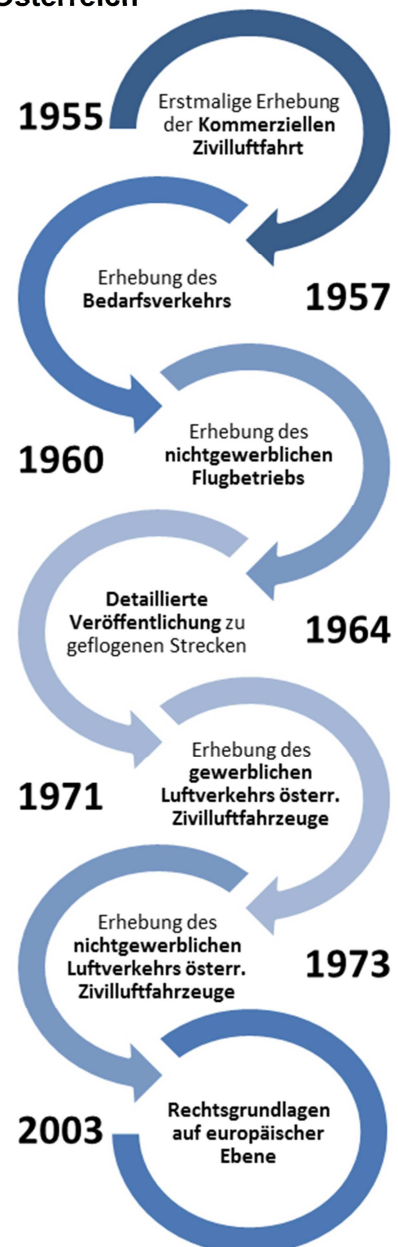 Österreich
1955
Erstmalige Erhebung
der Kommerziellen
Zivilluftfahrt
Erhebung des
Bedarfsverkehrs
1957
1960
Erhebung des
nichtgewerblichen
Flugbetriebs
Detaillierte
Veröffentlichung zu
geflogenen Strecken
1964
1971
Erhebung des
gewerblichen
Luftverkehrs österr.
Zivilluftfahrzeuge
Erhebung des
nichtgewerblichen
Luftverkehrs österr.
Zivilluftfahrzeuge
1973
2003
Rechtsgrundlagen
auf europäischer
Ebene